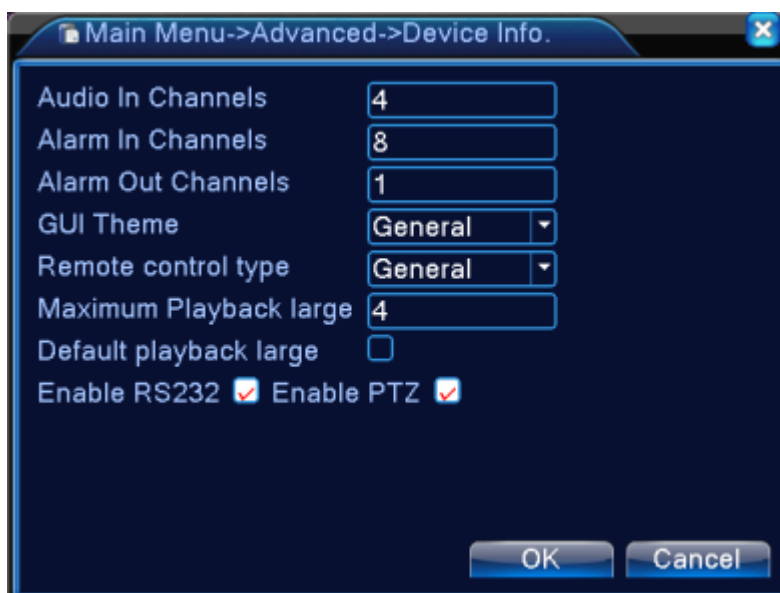 Main Menu->Advanced->Device Info.
Audio In Channels 4
Alarm In Channels 8
Alarm Out Channels 1
GUI Theme General
Remote control type General
Maximum Playback large 4
Default playback large
Enable RS232 Enable PTZ
OK Cancel